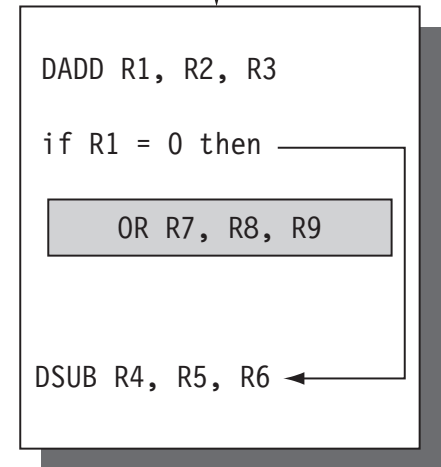 DADD R1, R2, R3
if R1 = 0 then
OR R7, R8, R9
DSUB R4, R5, R6